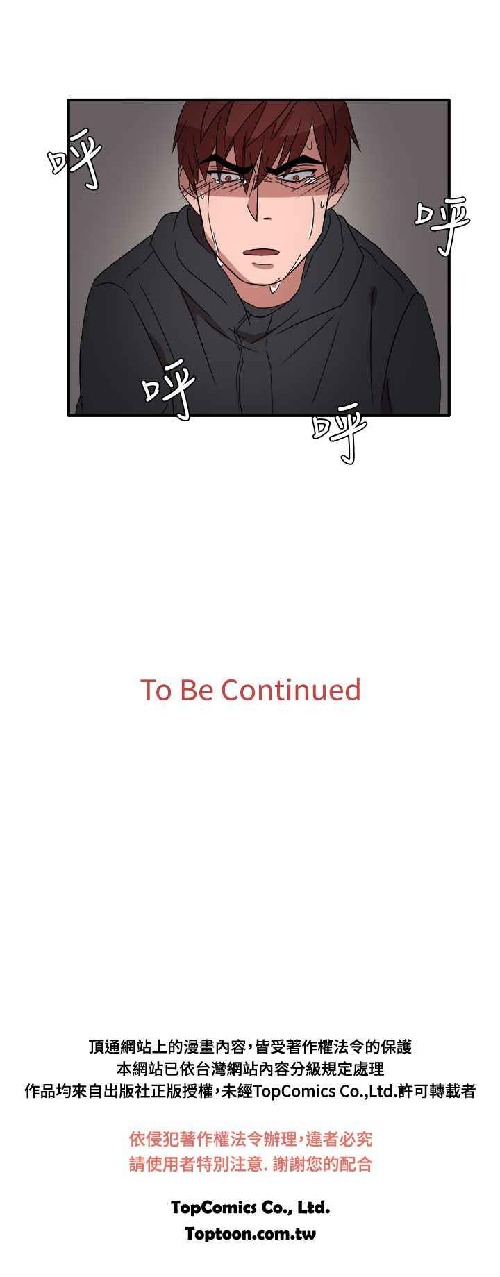 呼
呼
呼
呼
To Be Continued
頂通網站上的漫畫內容,皆受著作權法令的保護
本網站已依台灣網站內容分級規定處理
作品均來自出版社正版授權,未經TopComics Co.,Ltd.許可轉載者
依侵犯著作權法令辦理,違者必究
請使用者特別注意. 謝謝您的配合
TopComics Co., Ltd.
Toptoon.com.tw